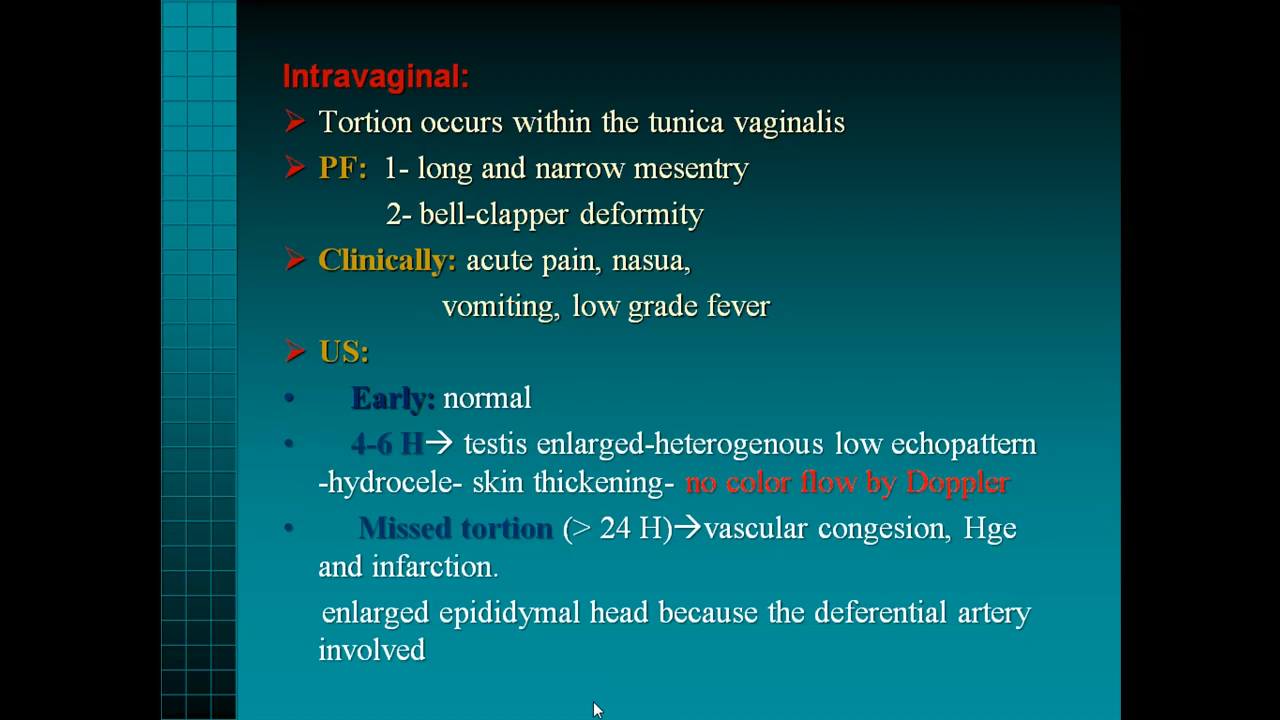 Intravaginal:
➢ Tortion occurs within the tunica vaginalis
➢ PF: 1- long and narrow mesentry
2- bell-clapper deformity
➢ Clinically: acute pain, nasua,
vomiting, low grade fever
➢ US:
• Early: normal
• 4-6 H→ testis enlarged-heterogenous low echopattern
-hydrocele- skin thickening- no color flow by Doppler
• Missed tortion (> 24 H)→vascular congesion, Hge
and infarction.
enlarged epididymal head because the deferential artery
involved